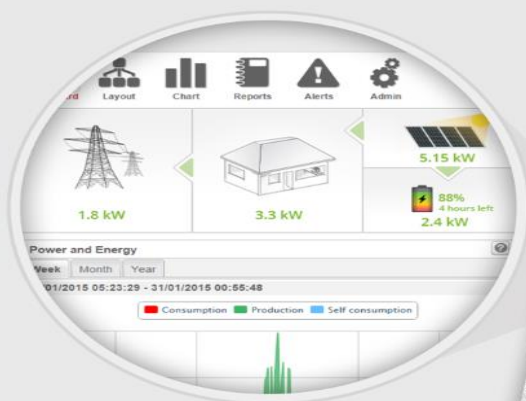 rd Layout Chart Reports Alerts Admin
5.15 kW
88%
4 hours left
1.8 kW 3.3 kW 2.4 kW
Power and Energy
Week Month Year
/01/2015 05:23:29 - 31/01/2015 00:55:48
Consumption Production Self consumption